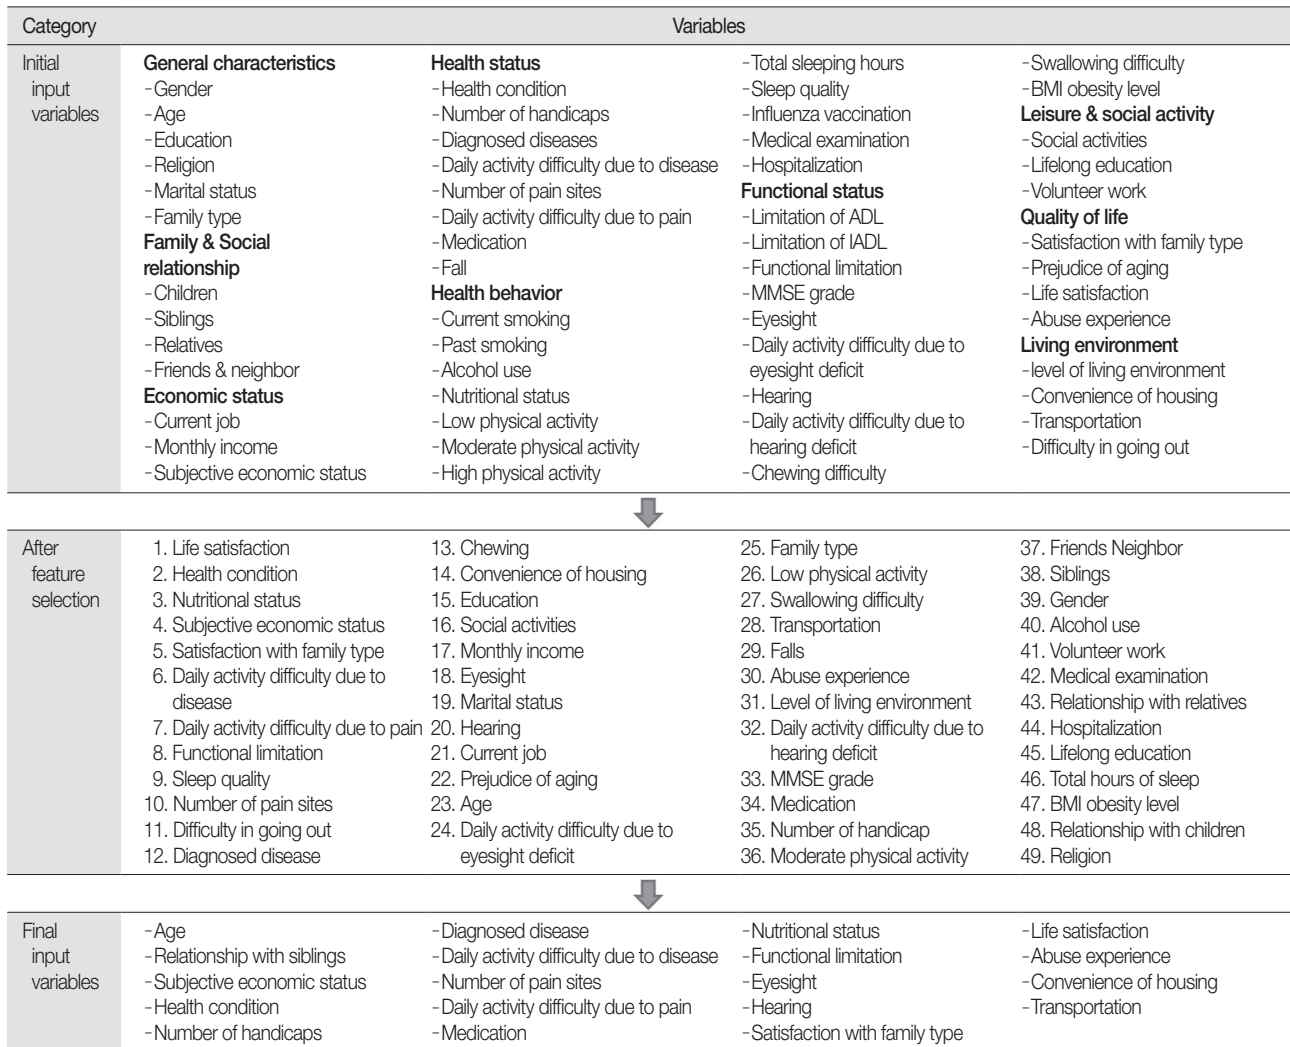 Category
Variables
Initial
input
variables
General characteristics
-Gender
-Age
-Education
-Religion
-Marital status
-Family type
Family & Social
relationship
-Children
-Siblings
-Relatives
-Friends & neighbor
Economic status
-Current job
-Monthly income
-Subjective economic status
Health status
-Health condition
-Number of handicaps
-Diagnosed diseases
-Daily activity difficulty due to disease
-Number of pain sites
-Daily activity difficulty due to pain
-Medication
-Fall
Health behavior
-Current smoking
-Past smoking
-Alcohol use
-Nutritional status
-Low physical activity
-Moderate physical activity
-High physical activity
-Total sleeping hours
-Sleep quality
-Influenza vaccination
-Medical examination
-Hospitalization
Functional status
-Limitation of ADL
-Limitation of IADL
-Functional limitation
-MMSE grade
-Eyesight
-Daily activity difficulty due to
eyesight deficit
-Hearing
-Daily activity difficulty due to
hearing deficit
-Chewing difficulty
-Swallowing difficulty
-BMI obesity level
Leisure & social activity
-Social activities
-Lifelong education
-Volunteer work
Quality of life
-Satisfaction with family type
-Prejudice of aging
-Life satisfaction
-Abuse experience
Living environment
-level of living environment
-Convenience of housing
-Transportation
-Difficulty in going out
After
feature
selection
1. Life satisfaction
2. Health condition
3. Nutritional status
4. Subjective economic status
5. Satisfaction with family type
6. Daily activity difficulty due to
disease
7. Daily activity difficulty due to pain
8. Functional limitation
9. Sleep quality
10. Number of pain sites
11. Difficulty in going out
12. Diagnosed disease
13. Chewing
14. Convenience of housing
15. Education
16. Social activities
17. Monthly income
18. Eyesight
19. Marital status
20. Hearing
21. Current job
22. Prejudice of aging
23. Age
24. Daily activity difficulty due to
eyesight deficit
25. Family type
26. Low physical activity
27. Swallowing difficulty
28. Transportation
29. Falls
30. Abuse experience
31. Level of living environment
32. Daily activity difficulty due to
hearing deficit
33. MMSE grade
34. Medication
35. Number of handicap
36. Moderate physical activity
37. Friends Neighbor
38. Siblings
39. Gender
40. Alcohol use
41. Volunteer work
42. Medical examination
43. Relationship with relatives
44. Hospitalization
45. Lifelong education
46. Total hours of sleep
47. BMI obesity level
48. Relationship with children
49. Religion
Final
input
variables
-Age
-Relationship with siblings
-Subjective economic status
-Health condition
-Number of handicaps
-Diagnosed disease
-Daily activity difficulty due to disease
-Number of pain sites
-Daily activity difficulty due to pain
-Medication
-Nutritional status
-Functional limitation
-Eyesight
-Hearing
-Satisfaction with family type
-Life satisfaction
-Abuse experience
-Convenience of housing
-Transportation